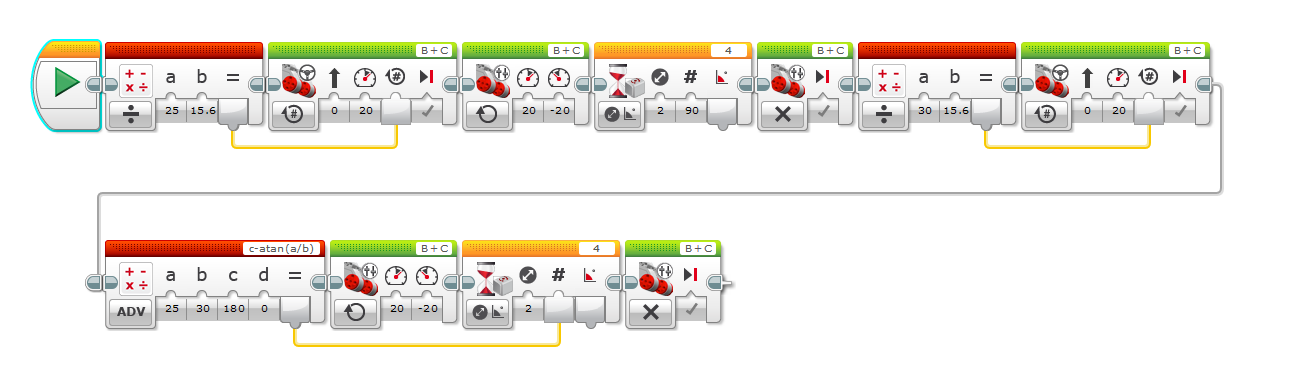 B+C B+C 4 B+C B+C
a b = # # a b = #
25 15.6 0 20 20 -20 2 90 30 15.6 0 20
c-atan(a/b) B+C 4 B+C
a b c d = #
ADV 25 30 180 0 20 -20 2